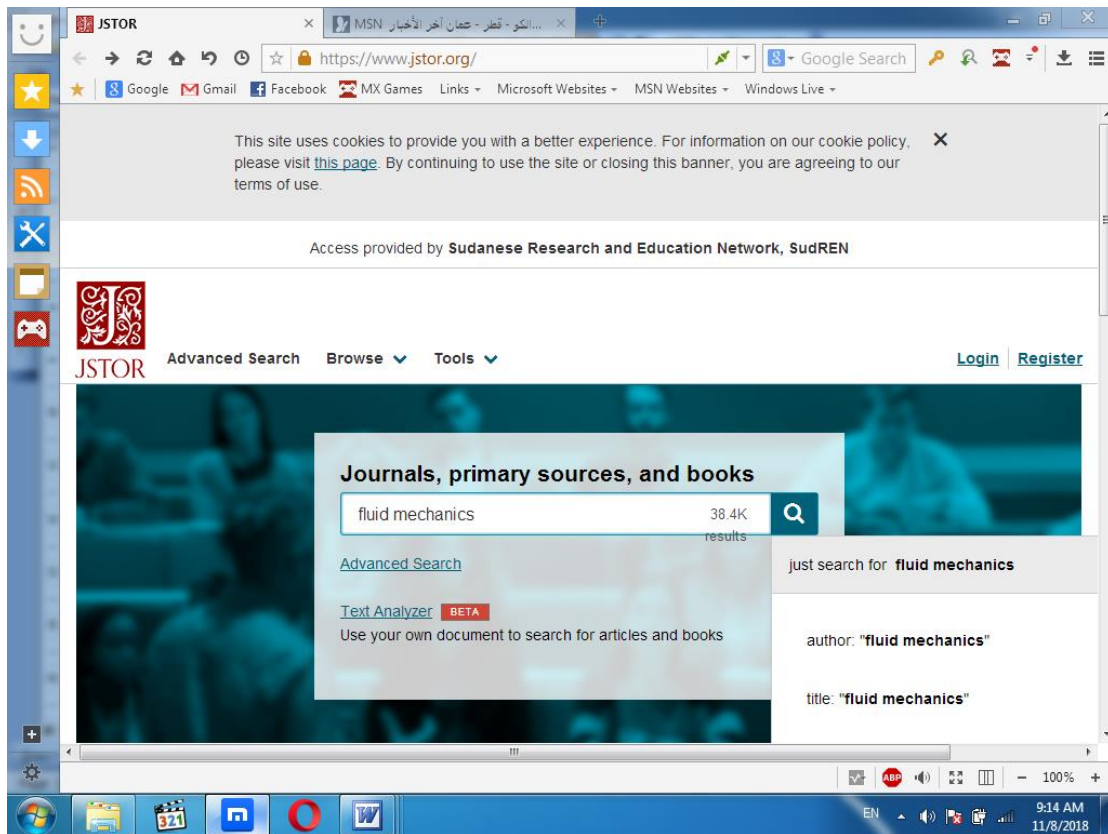 JSTOR
MSN الكو - قطر - عمان آخر الأخبار...
https://www.jstor.org/
Google Search
Google Gmail Facebook MX Games Links Microsoft Websites MSN Websites Windows Live
This site uses cookies to provide you with a better experience. For information on our cookie policy,
please visit this page. By continuing to use the site or closing this banner, you are agreeing to our
terms of use.
Access provided by Sudanese Research and Education Network, SudREN
JSTOR
Advanced Search Browse Tools
Login Register
Journals, primary sources, and books
fluid mechanics 38.4K
results
Advanced Search
just search for fluid mechanics
Text Analyzer BETA
Use your own document to search for articles and books
author: "fluid mechanics"
title: "fluid mechanics"
ABP
100%
321
EN
9:14 AM
11/8/2018